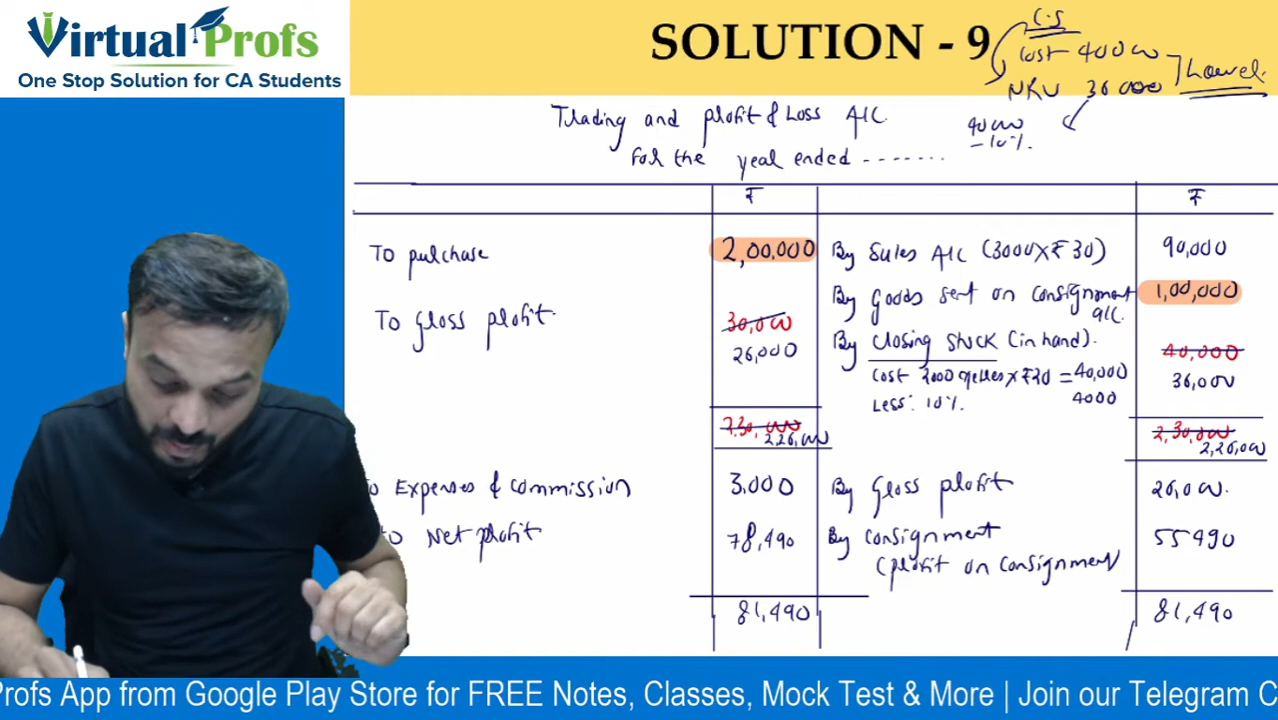 Virtual Profs
One Stop Solution for CA Students
SOLUTION - 9
C.S
Cost 40000
NRV 36000
Lower.
40000
-10%.
Trading and profit & Loss A/C
For the year ended --------
₹ ₹
To purchase 2,00,000 By Sales A/C (3000x₹30) 90,000
By goods sent on consignment 1,00,000
a/c.
To Gross profit 30,000
26,000
By closing stock (in hand). 40,000
cost 2000 cycles x ₹20 = 40,000 36,000
Less: 10%. 4000
2,30,000 2,30,000
2,26,000 2,26,000
Expenses & commission 3,000 By Gross profit 26,000.
Net profit 78,490 By consignment 55490
(profit on consignment
81,490 81,490
Profs App from Google Play Store for FREE Notes, Classes, Mock Test & More | Join our Telegram C